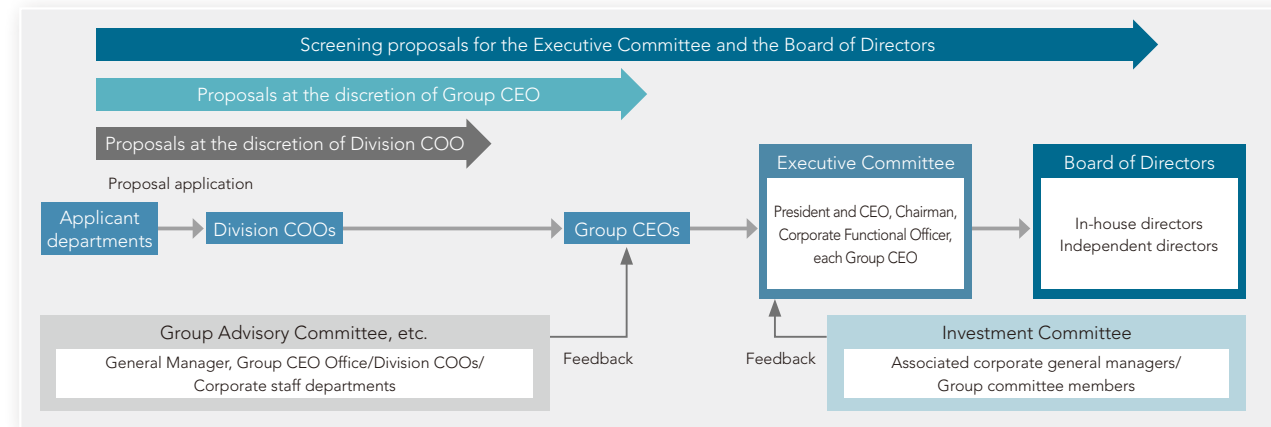 Screening proposals for the Executive Committee and the Board of Directors
Proposals at the discretion of Group CEO
Proposals at the discretion of Division COO
Proposal application
Applicant
departments
Division COOs
Group CEOs
Executive Committee
President and CEO, Chairman,
Corporate Functional Officer,
each Group CEO
Board of Directors
In-house directors
Independent directors
Group Advisory Committee, etc.
General Manager, Group CEO Office/Division COOs/
Corporate staff departments
Feedback
Feedback
Investment Committee
Associated corporate general managers/
Group committee members